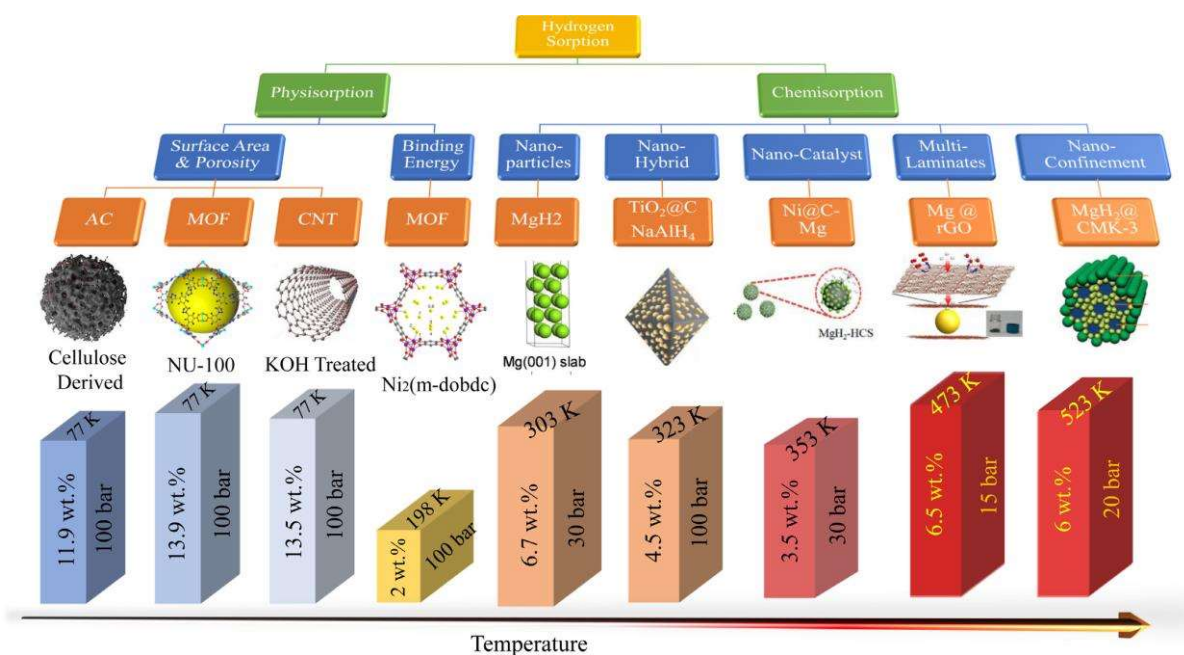 Hydrogen
Sorption
Physisorption
Chemisorption
Surface Area
& Porosity
Binding
Energy
Nano-
particles
Nano-
Hybrid
Nano-Catalyst
Multi-
Laminates
Nano-
Confinement
AC
MOF
CNT
MOF
MgH2
TiO₂@C
NaAlH₄
Ni@C-
Mg
Mg @
rGO
MgH₂@
CMK-3
Cellulose
Derived
NU-100
KOH Treated
Ni₂(m-dobdc)
Mg(001) slab
MgH₂-HCS
77 K
11.9 wt.%
100 bar
77 K
13.9 wt.%
100 bar
77 K
13.5 wt.%
100 bar
198 K
2 wt.%
100 bar
303 K
6.7 wt.%
30 bar
323 K
4.5 wt.%
100 bar
353 K
3.5 wt.%
30 bar
473 K
6.5 wt.%
15 bar
523 K
6 wt.%
20 bar
Temperature